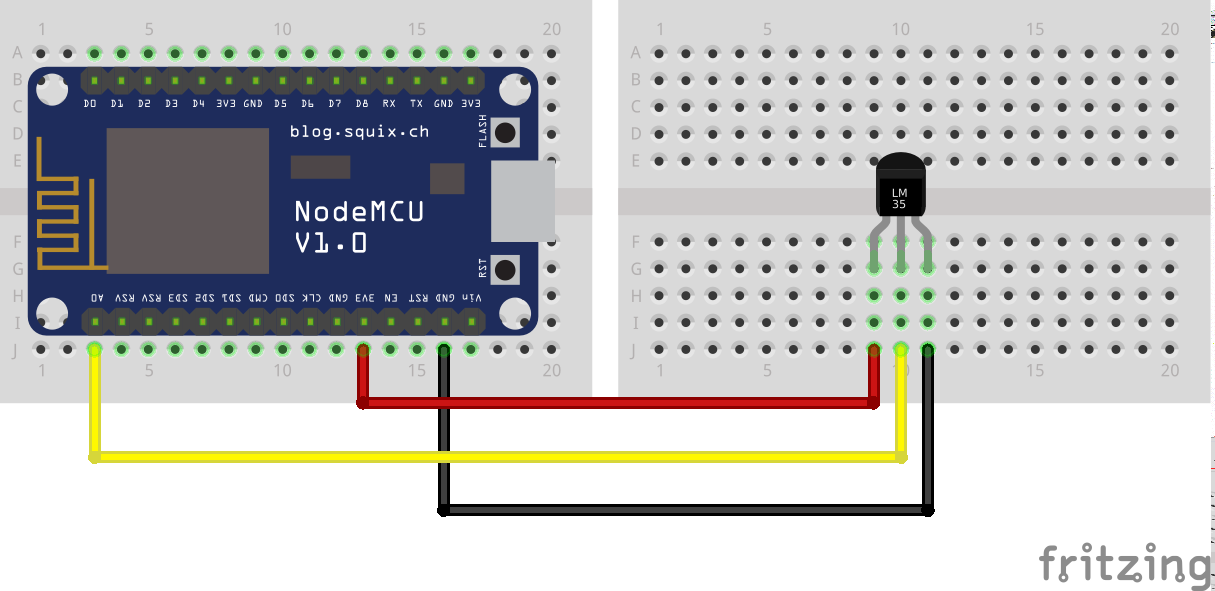 1 5 10 15 20 1 5 10 15 20
A A
B B
D0 D1 D2 D3 D4 3V3 GND D5 D6 D7 D8 RX TX GND 3V3
C C
FLASH
blog.squix.ch
D D
E E
LM
35
NodeMCU
V1.0
F F
RST
G G
A0 RSV RSV SD3 SD2 SD1 CMD SD0 CLK GND 3V3 EN RST GND Vin
H H
I I
J J
1 5 10 15 20 1 5 10 15 20
fritzing